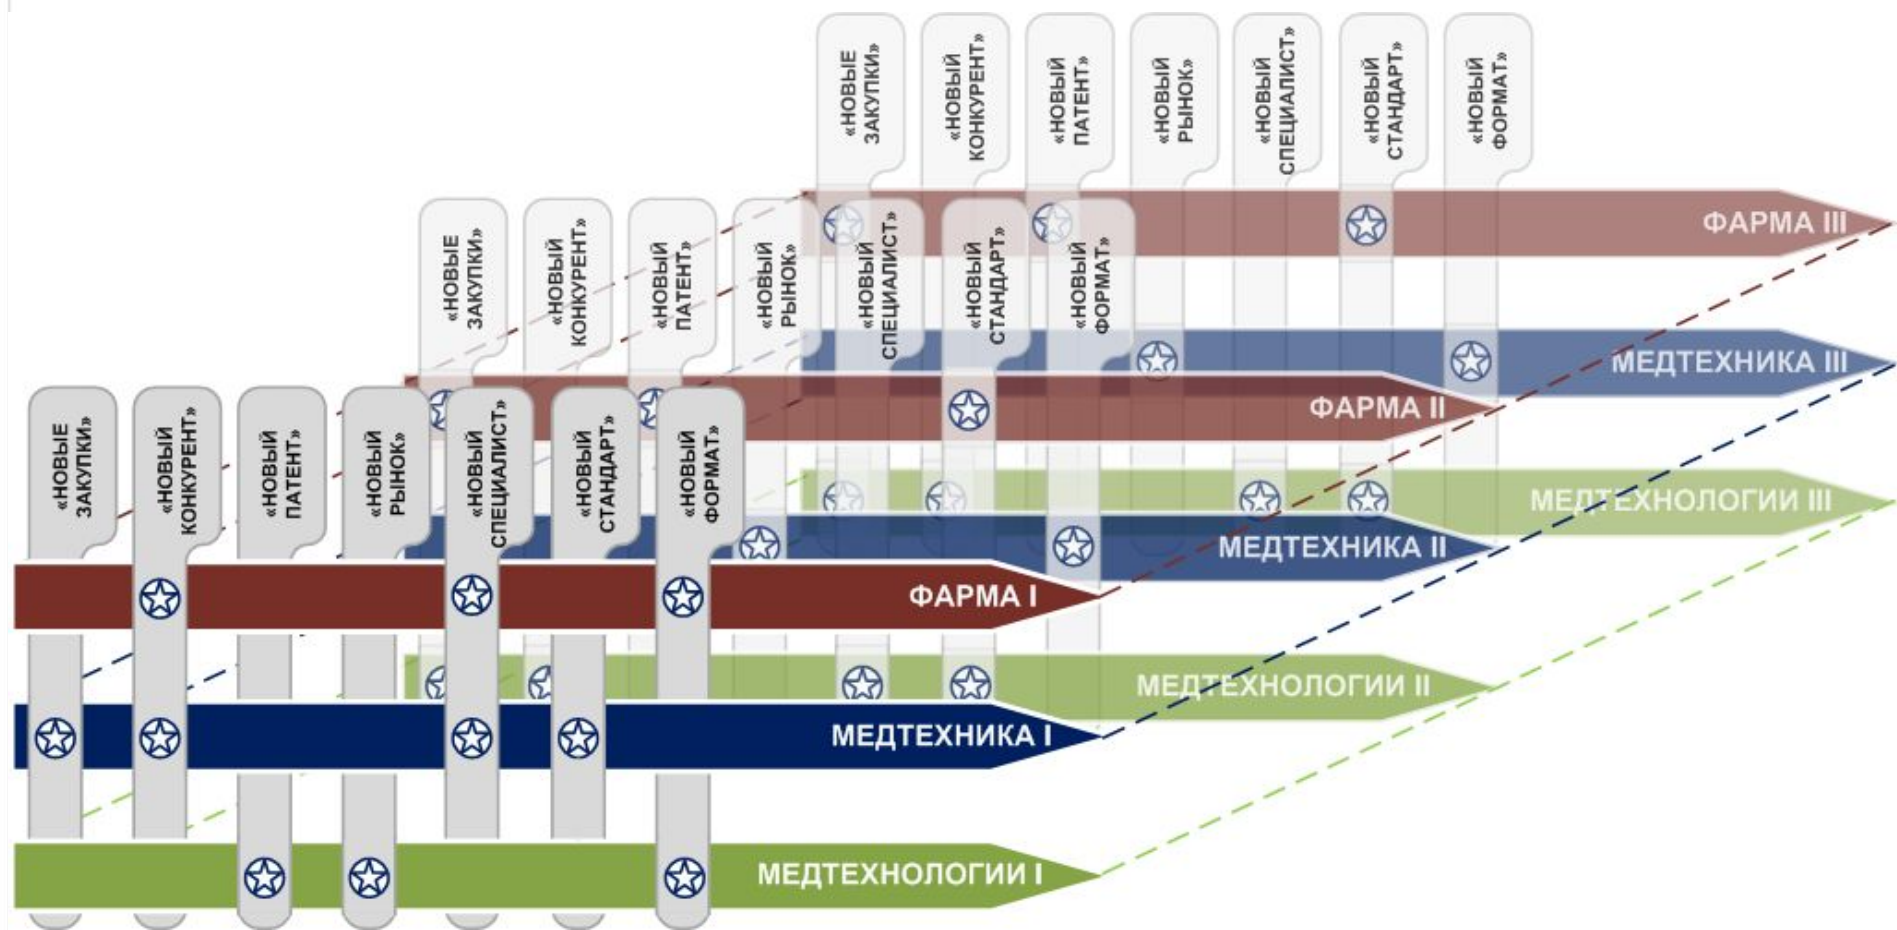 «НОВЫЕ
ЗАКУПКИ»
«НОВЫЙ
КОНКУРЕНТ»
«НОВЫЙ
ПАТЕНТ»
«НОВЫЙ
РЫНОК»
«НОВЫЙ
СПЕЦИАЛИСТ»
«НОВЫЙ
СТАНДАРТ»
«НОВЫЙ
ФОРМАТ»
ФАРМА III
МЕДТЕХНИКА III
МЕДТЕХНОЛОГИИ III
«НОВЫЕ
ЗАКУПКИ»
«НОВЫЙ
КОНКУРЕНТ»
«НОВЫЙ
ПАТЕНТ»
«НОВЫЙ
РЫНОК»
«НОВЫЙ
СПЕЦИАЛИСТ»
«НОВЫЙ
СТАНДАРТ»
«НОВЫЙ
ФОРМАТ»
ФАРМА II
МЕДТЕХНИКА II
МЕДТЕХНОЛОГИИ II
«НОВЫЕ
ЗАКУПКИ»
«НОВЫЙ
КОНКУРЕНТ»
«НОВЫЙ
ПАТЕНТ»
«НОВЫЙ
РЫНОК»
«НОВЫЙ
СПЕЦИАЛИСТ»
«НОВЫЙ
СТАНДАРТ»
«НОВЫЙ
ФОРМАТ»
ФАРМА I
МЕДТЕХНИКА I
МЕДТЕХНОЛОГИИ I